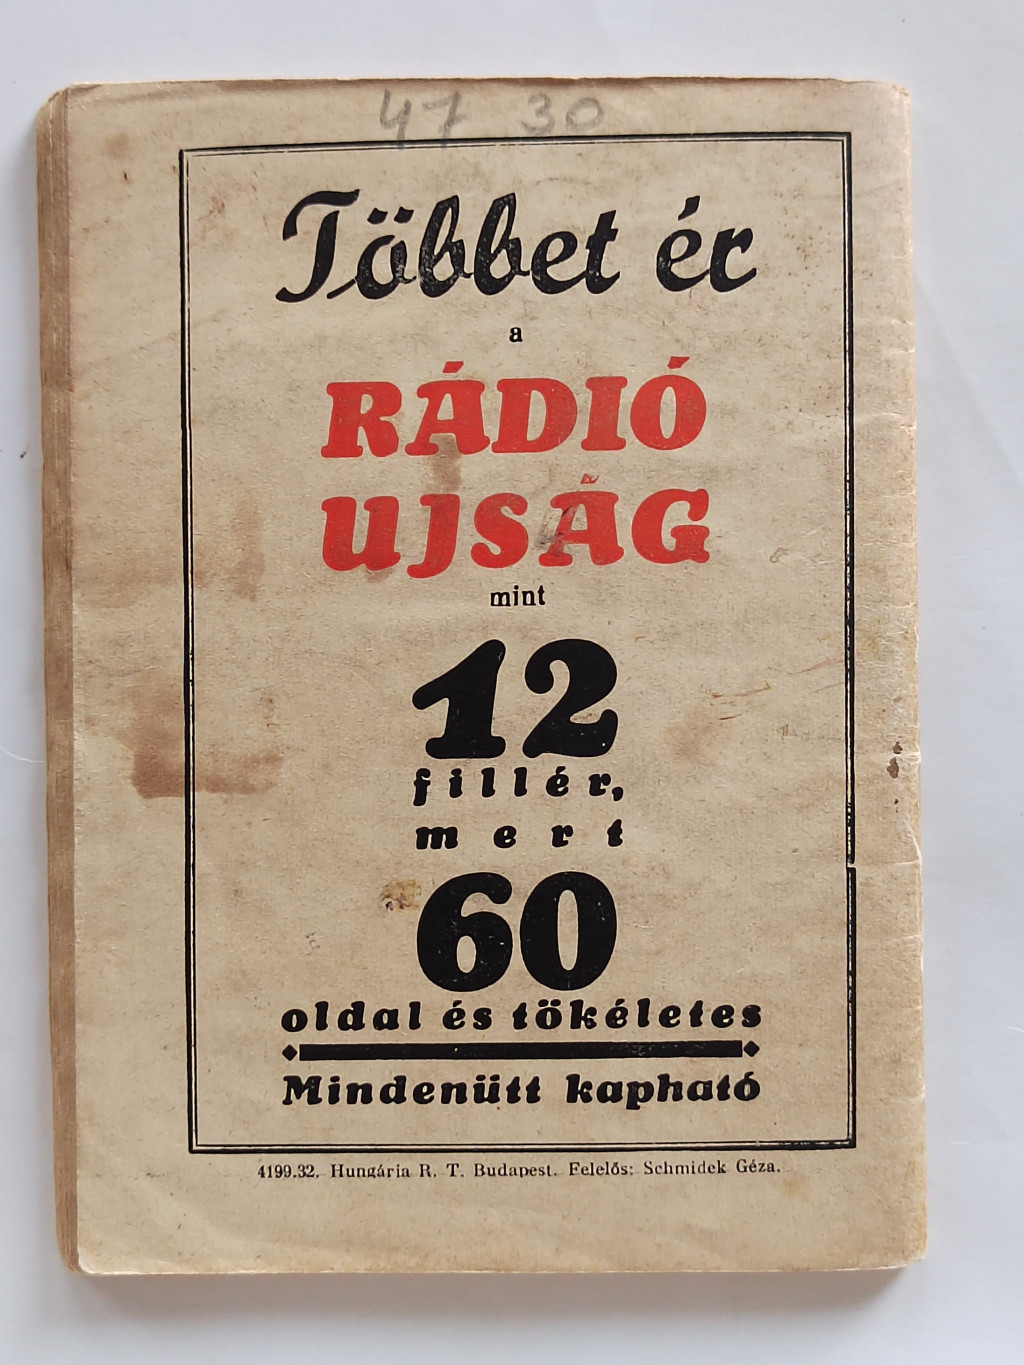 47 30
Többet ér
a
RÁDIÓ
UJSÁG
mint
12
fillér,
mert
60
oldal és tökéletes
Mindenütt kapható
4199.32. Hungária R. T. Budapest. Felelős: Schmidek Géza.